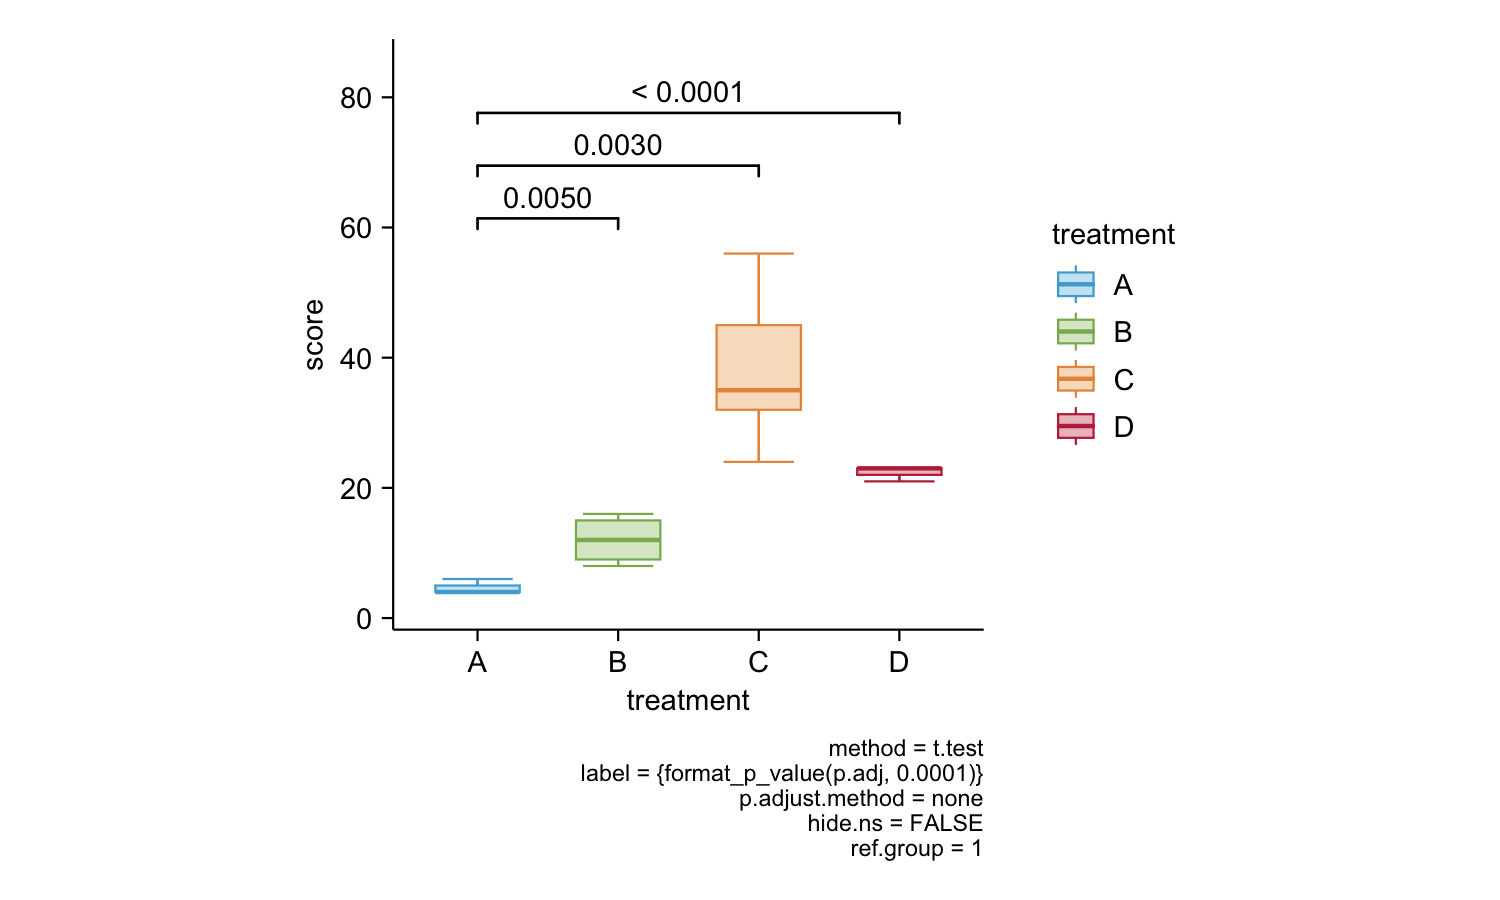 80
60
40
20
0
score
< 0.0001
0.0030
0.0050
A
B
C
D
treatment
treatment
A
B
C
D
method = t.test
label = {format_p_value(p.adj, 0.0001)}
p.adjust.method = none
hide.ns = FALSE
ref.group = 1